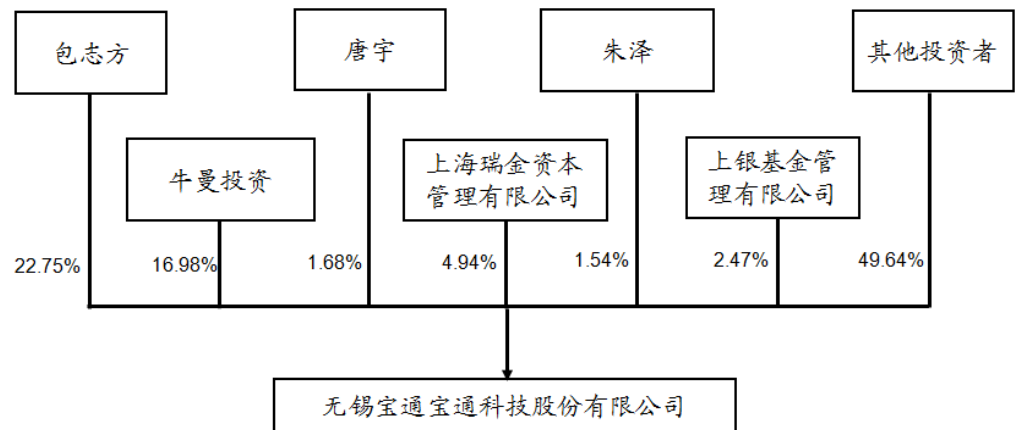 包志方
唐宇
朱泽
其他投资者
牛曼投资
上海瑞金资本
管理有限公司
上银基金管
理有限公司
22.75%
16.98%
1.68%
4.94%
1.54%
2.47%
49.64%
无锡宝通宝通科技股份有限公司